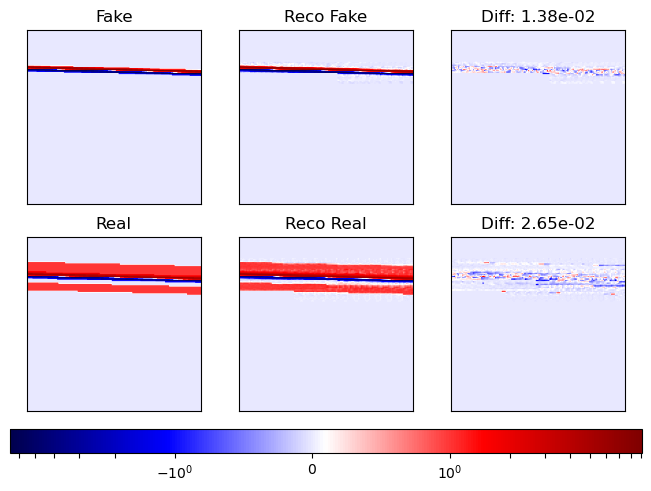 Fake Reco Fake Diff: 1.38e-02
Real Reco Real Diff: 2.65e-02
−10⁰ 0 10⁰